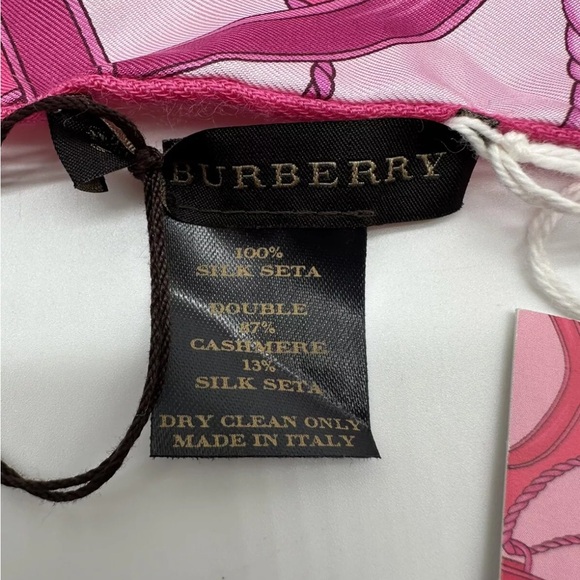 BURBERRY
100%
SILK SETA
DOUBLE
87%
CASHMERE
13%
SILK SETA
DRY CLEAN ONLY
MADE IN ITALY